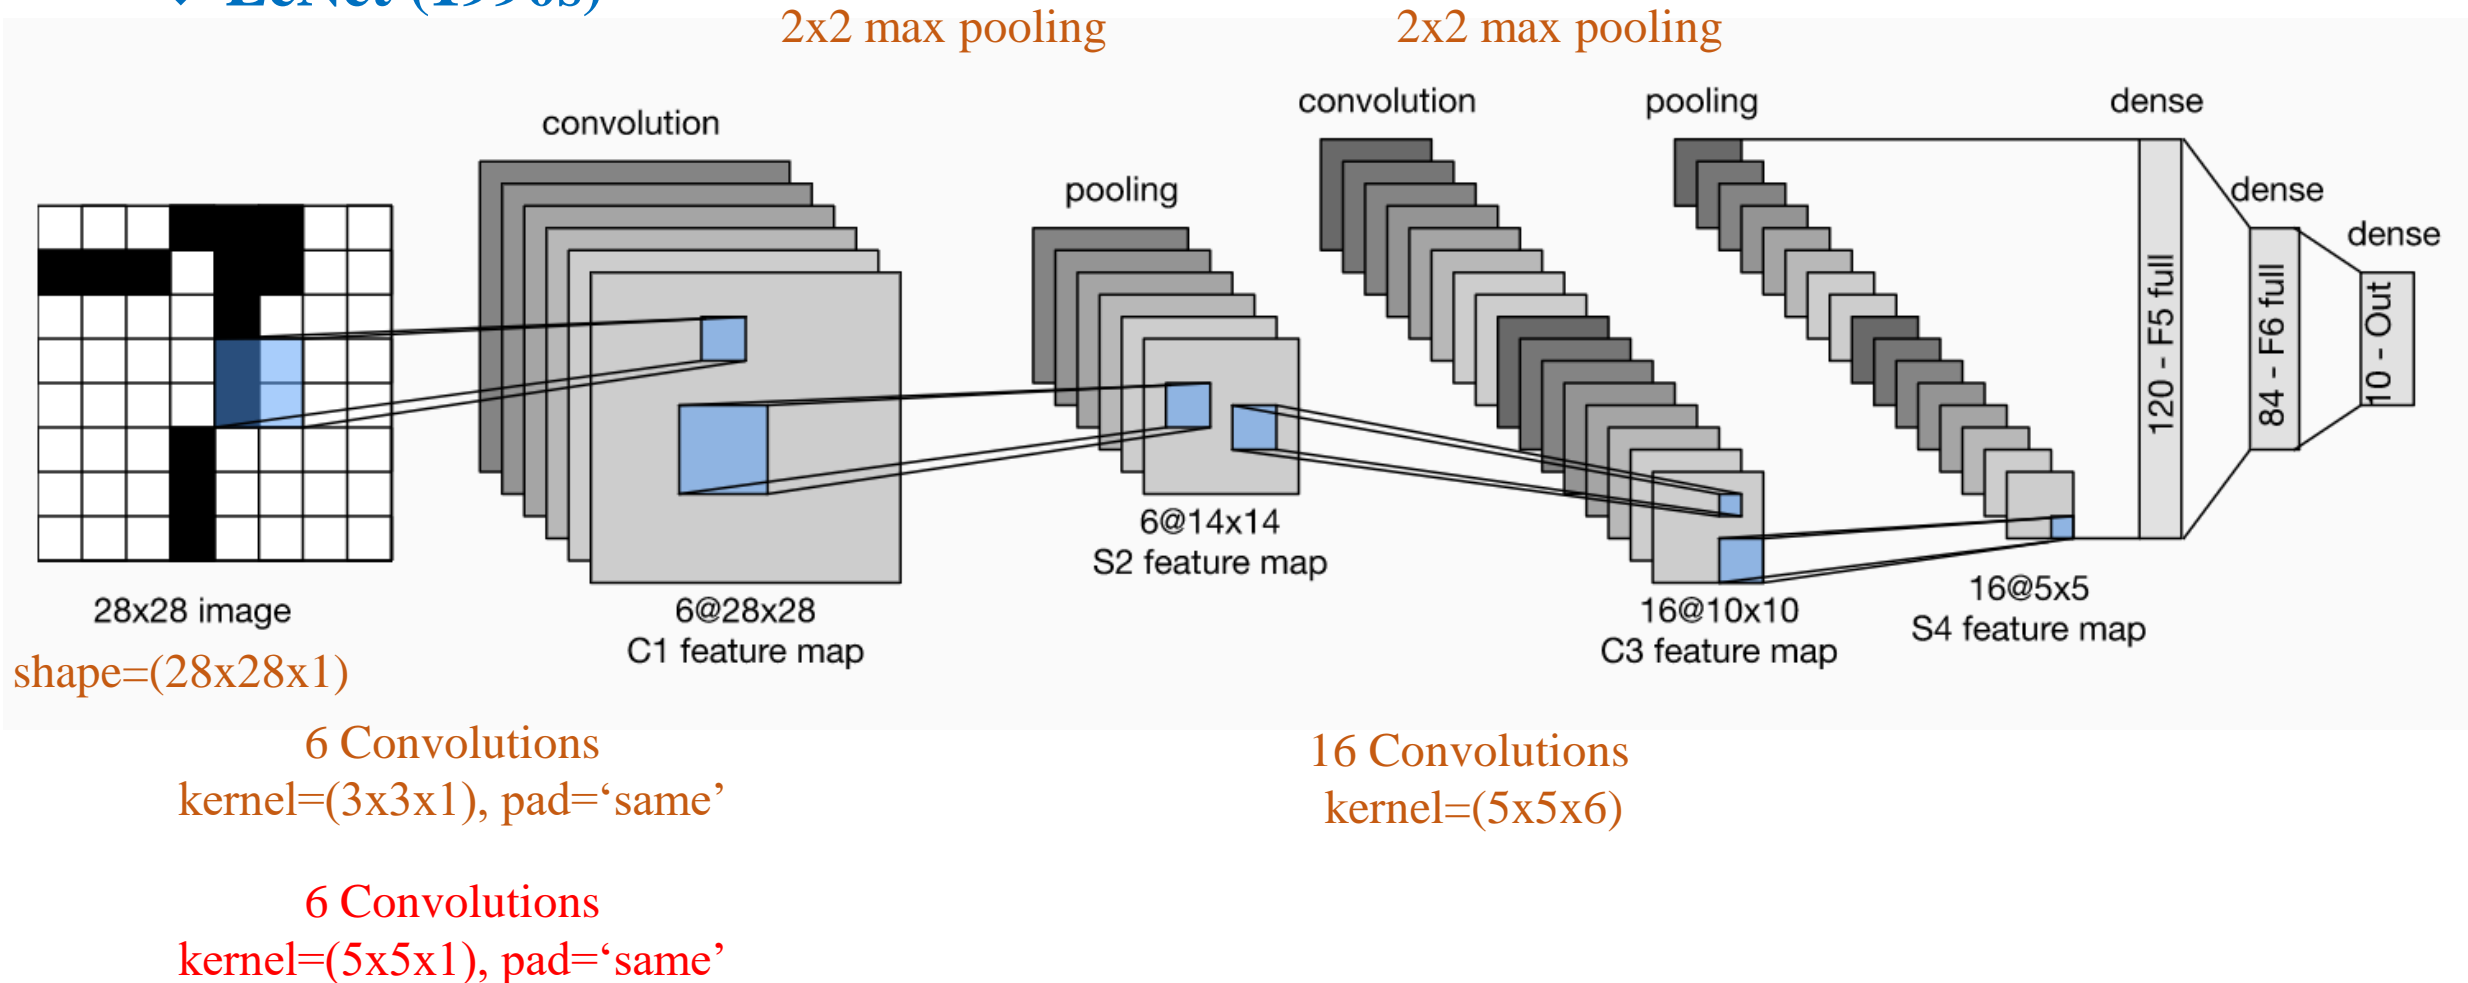 LeNet (1990s)
2x2 max pooling
2x2 max pooling
convolution
pooling
convolution
pooling
dense
dense
dense
120 - F5 full
84 - F6 full
10 - Out
28x28 image
6@28x28
C1 feature map
6@14x14
S2 feature map
16@10x10
C3 feature map
16@5x5
S4 feature map
shape=(28x28x1)
6 Convolutions
kernel=(3x3x1), pad=‘same’
16 Convolutions
kernel=(5x5x6)
6 Convolutions
kernel=(5x5x1), pad=‘same’